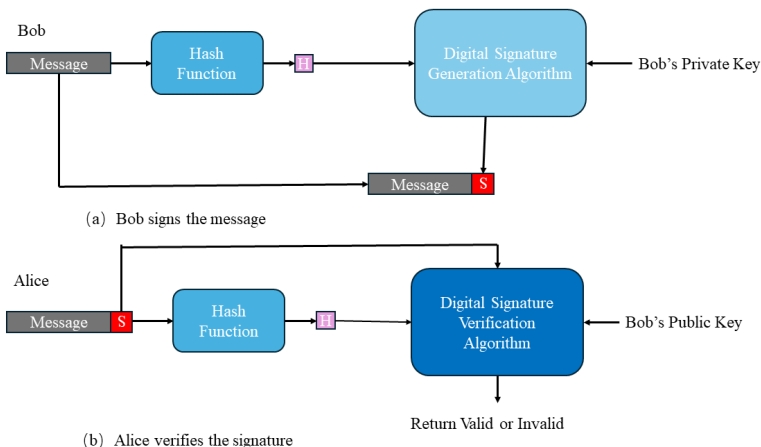 Bob
Message
Hash
Function
H
Digital Signature
Generation Algorithm
Bob's Private Key
Message
S
(a) Bob signs the message
Alice
Message
S
Hash
Function
H
Digital Signature
Verification
Algorithm
Bob's Public Key
Return Valid or Invalid
(b) Alice verifies the signature